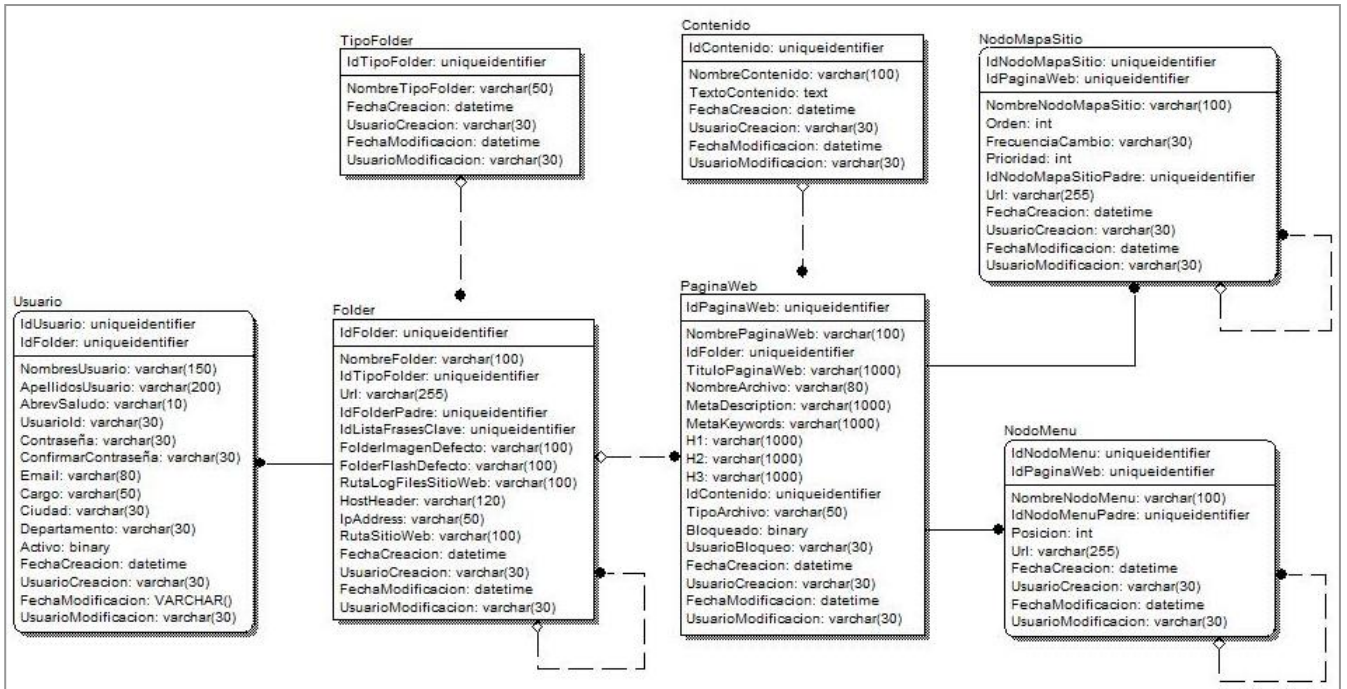 TipoFolder
IdTipoFolder: uniqueidentifier
NombreTipoFolder: varchar(50)
FechaCreacion: datetime
UsuarioCreacion: varchar(30)
FechaModificacion: datetime
UsuarioModificacion: varchar(30)
Contenido
IdContenido: uniqueidentifier
NombreContenido: varchar(100)
TextoContenido: text
FechaCreacion: datetime
UsuarioCreacion: varchar(30)
FechaModificacion: datetime
UsuarioModificacion: varchar(30)
NodoMapaSitio
IdNodoMapaSitio: uniqueidentifier
IdPaginaWeb: uniqueidentifier
NombreNodoMapaSitio: varchar(100)
Orden: int
FrecuenciaCambio: varchar(30)
Prioridad: int
IdNodoMapaSitioPadre: uniqueidentifier
Url: varchar(255)
FechaCreacion: datetime
UsuarioCreacion: varchar(30)
FechaModificacion: datetime
UsuarioModificacion: varchar(30)
Usuario
IdUsuario: uniqueidentifier
IdFolder: uniqueidentifier
NombresUsuario: varchar(150)
ApellidosUsuario: varchar(200)
AbrevSaludo: varchar(10)
UsuarioId: varchar(30)
Contraseña: varchar(30)
ConfirmarContraseña: varchar(30)
Email: varchar(80)
Cargo: varchar(50)
Ciudad: varchar(30)
Departamento: varchar(30)
Activo: binary
FechaCreacion: datetime
UsuarioCreacion: varchar(30)
FechaModificacion: VARCHAR()
UsuarioModificacion: varchar(30)
Folder
IdFolder: uniqueidentifier
NombreFolder: varchar(100)
IdTipoFolder: uniqueidentifier
Url: varchar(255)
IdFolderPadre: uniqueidentifier
IdListaFrasesClave: uniqueidentifier
FolderImagenDefecto: varchar(100)
FolderFlashDefecto: varchar(100)
RutaLogFilesSitioWeb: varchar(100)
HostHeader: varchar(120)
IpAddress: varchar(50)
RutaSitioWeb: varchar(100)
FechaCreacion: datetime
UsuarioCreacion: varchar(30)
FechaModificacion: datetime
UsuarioModificacion: varchar(30)
PaginaWeb
IdPaginaWeb: uniqueidentifier
NombrePaginaWeb: varchar(100)
IdFolder: uniqueidentifier
TituloPaginaWeb: varchar(1000)
NombreArchivo: varchar(80)
MetaDescription: varchar(1000)
MetaKeywords: varchar(1000)
H1: varchar(1000)
H2: varchar(1000)
H3: varchar(1000)
IdContenido: uniqueidentifier
TipoArchivo: varchar(50)
Bloqueado: binary
UsuarioBloqueo: varchar(30)
FechaCreacion: datetime
UsuarioCreacion: varchar(30)
FechaModificacion: datetime
UsuarioModificacion: varchar(30)
NodoMenu
IdNodoMenu: uniqueidentifier
IdPaginaWeb: uniqueidentifier
NombreNodoMenu: varchar(100)
IdNodoMenuPadre: uniqueidentifier
Posicion: int
Url: varchar(255)
FechaCreacion: datetime
UsuarioCreacion: varchar(30)
FechaModificacion: datetime
UsuarioModificacion: varchar(30)